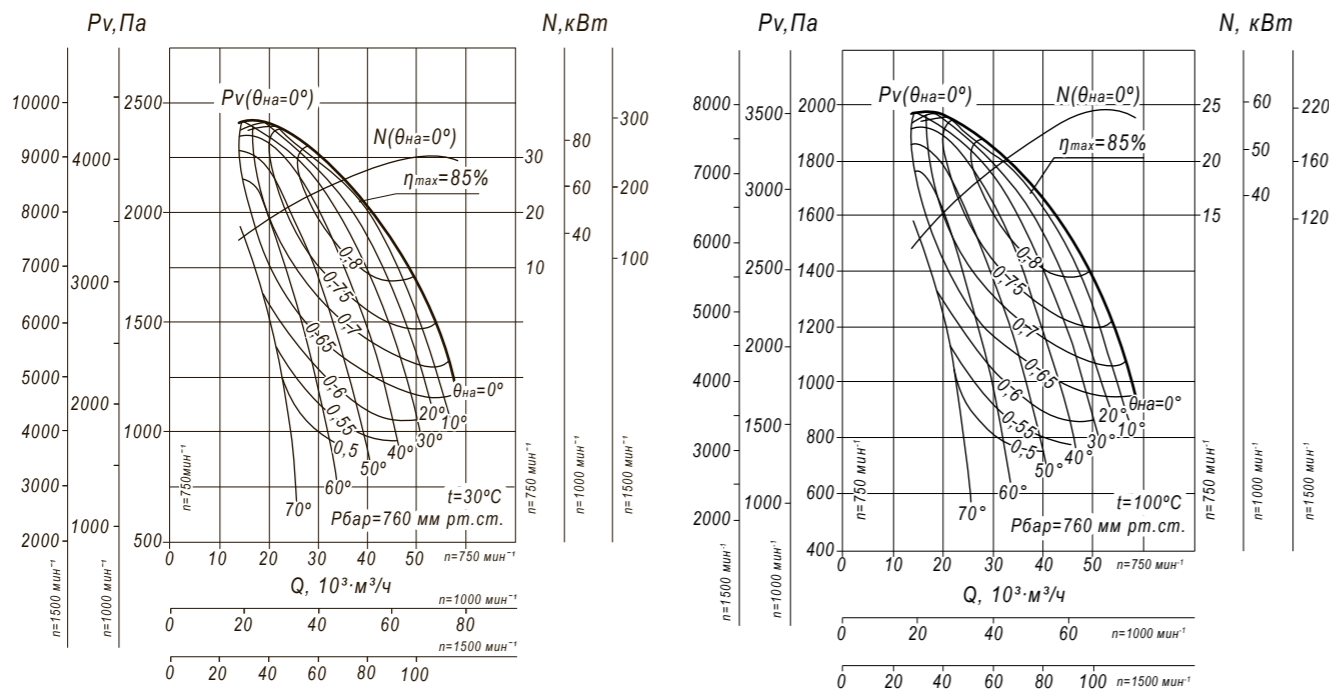 Pv,Па
N,кВт
10000
9000
8000
7000
6000
5000
4000
3000
2000
n=1500 мин⁻¹
4000
3000
2000
1000
n=1000 мин⁻¹
2500
2000
1500
1000
500
n=750мин⁻¹
Pv(θна=0°)
N(θна=0°)
ηmax=85%
0,8
0,75
0,7
0,65
0,6
0,55
0,5
θна=0°
10°
20°
30°
40°
50°
60°
70°
t=30°C
Рбар=760 мм рт.ст.
30
20
10
n=750 мин⁻¹
80
60
40
n=1000 мин⁻¹
300
200
100
n=1500 мин⁻¹
0 10 20 30 40 50 n=750 мин⁻¹
Q, 10³·м³/ч
n=1000 мин⁻¹
0 20 40 60 80
n=1500 мин⁻¹
0 20 40 60 80 100
Pv,Па
N, кВт
8000
7000
6000
5000
4000
3000
2000
n=1500 мин⁻¹
3500
3000
2500
2000
1500
1000
n=1000 мин⁻¹
2000
1800
1600
1400
1200
1000
800
600
400
n=750 мин⁻¹
Pv(θна=0°)
N(θна=0°)
ηmax=85%
0,8
0,75
0,7
0,65
0,6
0,55
0,5
θна=0°
10°
20°
30°
40°
50°
60°
70°
t=100°C
Рбар=760 мм рт.ст.
25
20
15
n=750 мин⁻¹
60
50
40
n=1000 мин⁻¹
220
160
120
n=1500 мин⁻¹
0 10 20 30 40 50 n=750 мин⁻¹
Q, 10³·м³/ч
0 20 40 60 n=1000 мин⁻¹
0 20 40 60 80 100 n=1500 мин⁻¹